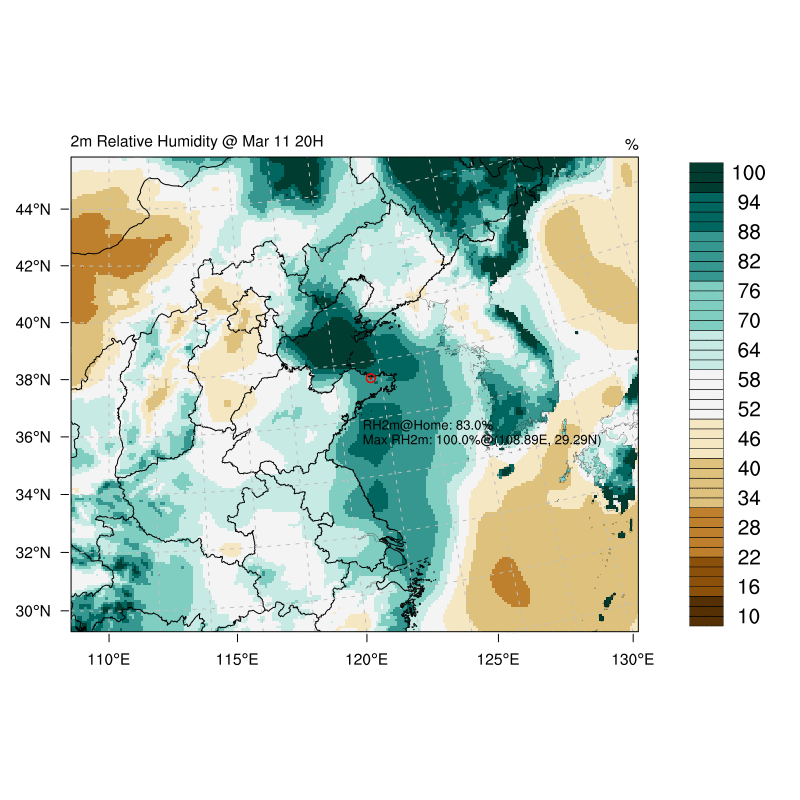 2m Relative Humidity @ Mar 11 20H
%
100
94
88
82
76
70
64
58
52
46
40
34
28
22
16
10
44°N
42°N
40°N
38°N
36°N
34°N
32°N
30°N
RH2m@Home: 83.0%
Max RH2m: 100.0%@(108.89E, 29.29N)
110°E
115°E
120°E
125°E
130°E